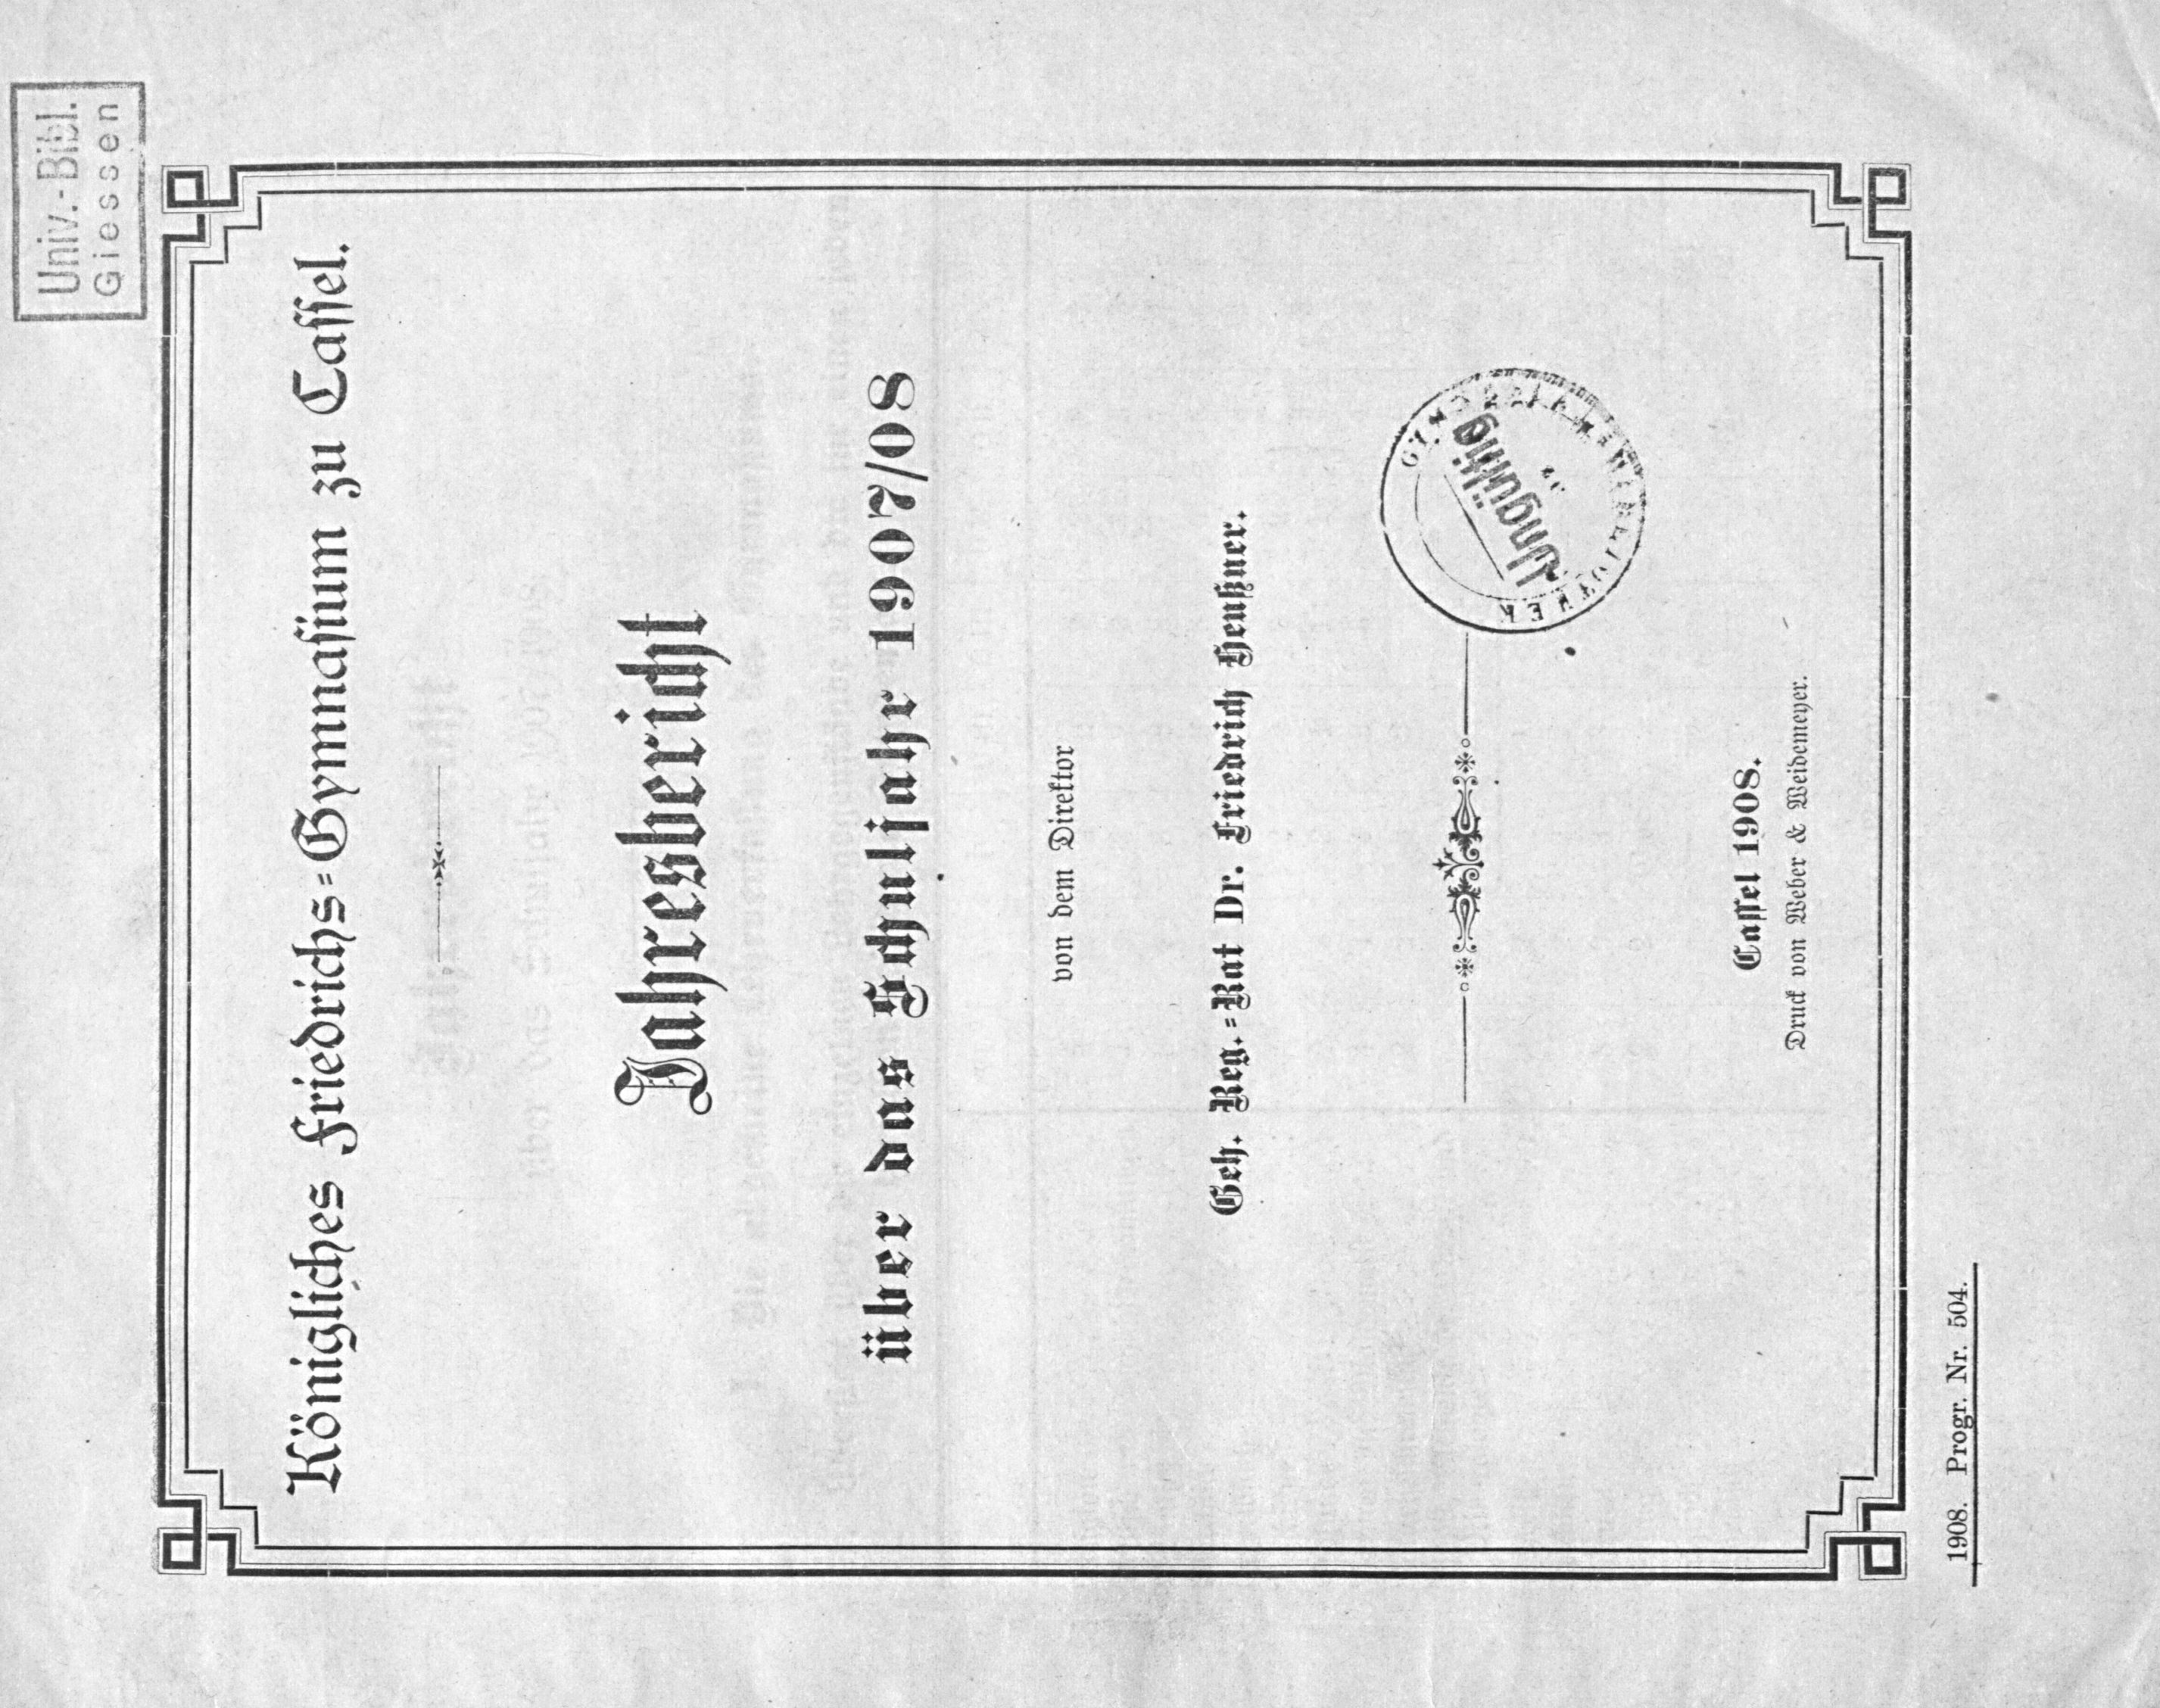 Univ.-Bibl.
Giessen
Königliches Friedrichs=Gymnaſium zu Caſſel.
Jahresbericht
über das Schuljahr 1907/08
von dem Direktor
Geh. Reg.=Rat Dr. Friedrich Heußner.
Ungültig
Caſſel 1908.
Druck von Weber & Weidemeyer.
1908. Progr. Nr. 504.